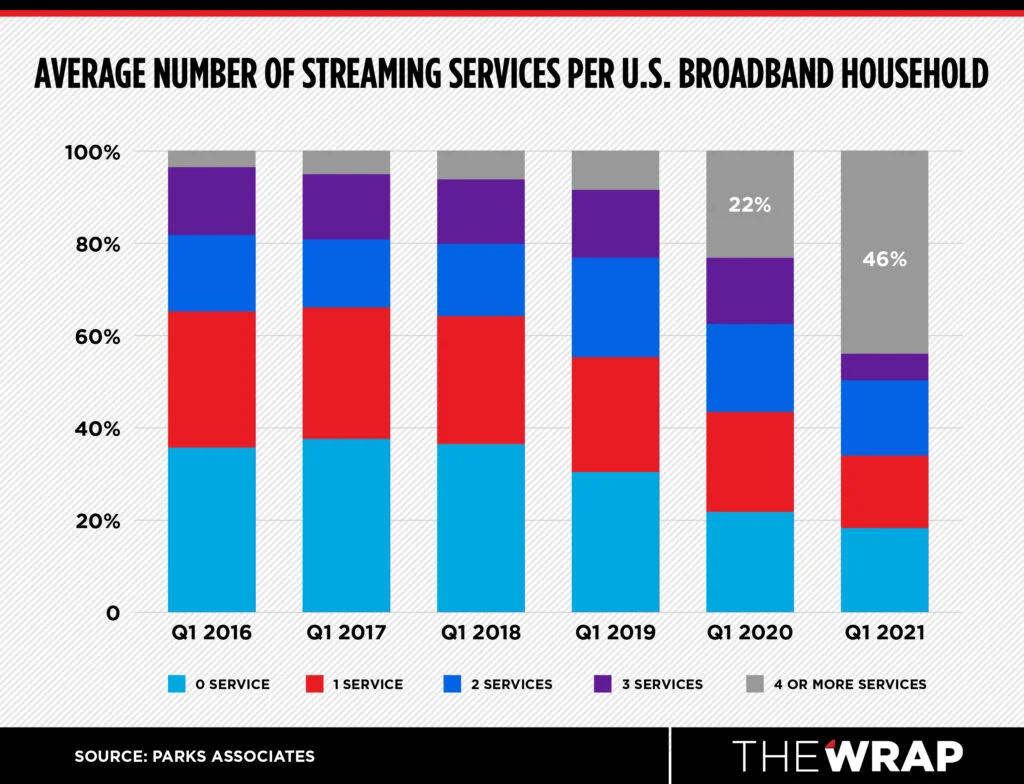 AVERAGE NUMBER OF STREAMING SERVICES PER U.S. BROADBAND HOUSEHOLD
100%
80%
60%
40%
20%
0
22%
46%
Q1 2016 Q1 2017 Q1 2018 Q1 2019 Q1 2020 Q1 2021
0 SERVICE 1 SERVICE 2 SERVICES 3 SERVICES 4 OR MORE SERVICES
SOURCE: PARKS ASSOCIATES
THEWRAP